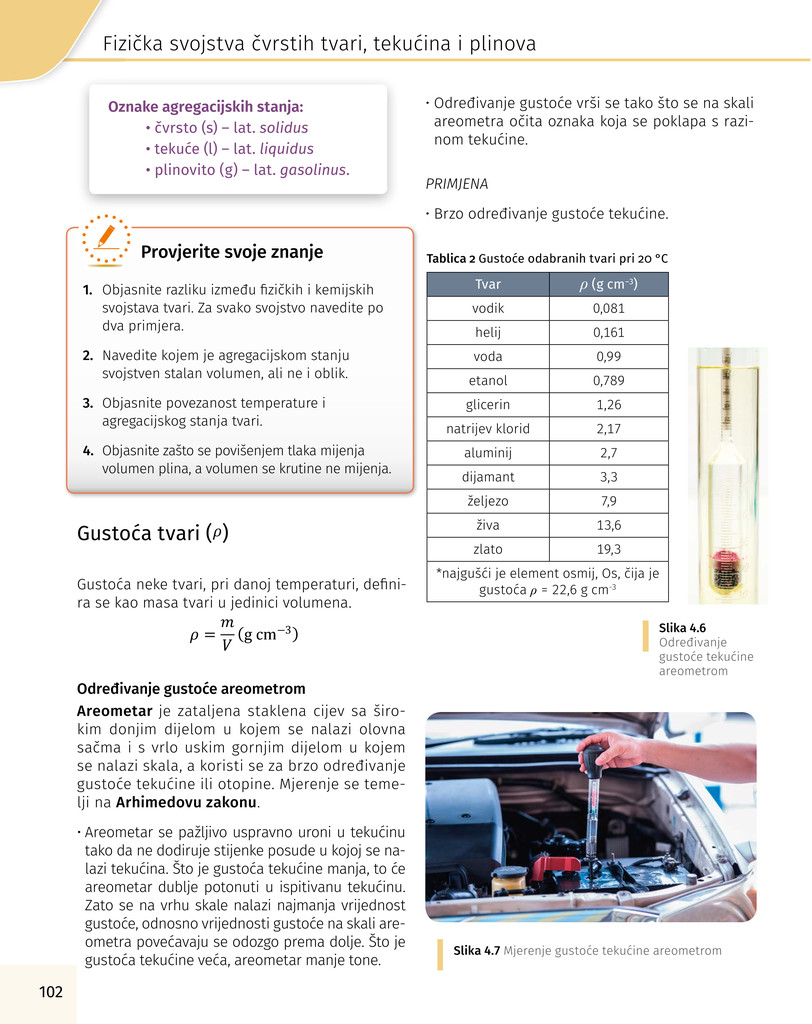 Fizička svojstva čvrstih tvari, tekućina i plinova
Oznake agregacijskih stanja:
• čvrsto (s) – lat. solidus
• tekuće (l) – lat. liquidus
• plinovito (g) – lat. gasolinus.
Provjerite svoje znanje
1. Objasnite razliku između fizičkih i kemijskih
svojstava tvari. Za svako svojstvo navedite po
dva primjera.
2. Navedite kojem je agregacijskom stanju
svojstven stalan volumen, ali ne i oblik.
3. Objasnite povezanost temperature i
agregacijskog stanja tvari.
4. Objasnite zašto se povišenjem tlaka mijenja
volumen plina, a volumen se krutine ne mijenja.
Gustoća tvari (ρ)
Gustoća neke tvari, pri danoj temperaturi, defini-
ra se kao masa tvari u jedinici volumena.
ρ = m/V (g cm⁻³)
Određivanje gustoće areometrom
Areometar je zataljena staklena cijev sa širo-
kim donjim dijelom u kojem se nalazi olovna
sačma i s vrlo uskim gornjim dijelom u kojem
se nalazi skala, a koristi se za brzo određivanje
gustoće tekućine ili otopine. Mjerenje se teme-
lji na Arhimedovu zakonu.
• Areometar se pažljivo uspravno uroni u tekućinu
tako da ne dodiruje stijenke posude u kojoj se na-
lazi tekućina. Što je gustoća tekućine manja, to će
areometar dublje potonuti u ispitivanu tekućinu.
Zato se na vrhu skale nalazi najmanja vrijednost
gustoće, odnosno vrijednosti gustoće na skali are-
ometra povećavaju se odozgo prema dolje. Što je
gustoća tekućine veća, areometar manje tone.
• Određivanje gustoće vrši se tako što se na skali
areometra očita oznaka koja se poklapa s razi-
nom tekućine.
PRIMJENA
• Brzo određivanje gustoće tekućine.
Tablica 2 Gustoće odabranih tvari pri 20 °C
Tvar ρ (g cm⁻³)
vodik 0,081
helij 0,161
voda 0,99
etanol 0,789
glicerin 1,26
natrijev klorid 2,17
aluminij 2,7
dijamant 3,3
željezo 7,9
živa 13,6
zlato 19,3
*najgušći je element osmij, Os, čija je
gustoća ρ = 22,6 g cm⁻³
Slika 4.6
Određivanje
gustoće tekućine
areometrom
Slika 4.7 Mjerenje gustoće tekućine areometrom
102